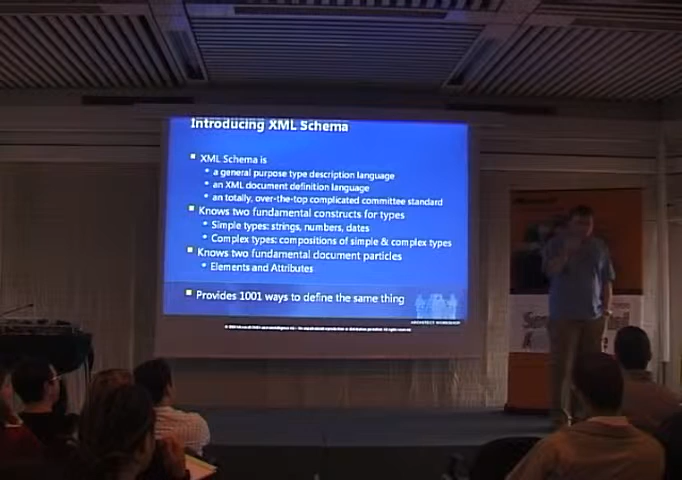 Introducing XML Schema
XML Schema is
a general purpose type description language
an XML document definition language
an totally, over-the-top complicated committee standard
Knows two fundamental constructs for types
Simple types: strings, numbers, dates
Complex types: compositions of simple & complex types
Knows two fundamental document particles
Elements and Attributes
Provides 1001 ways to define the same thing
ARCHITECT WORKSHOP